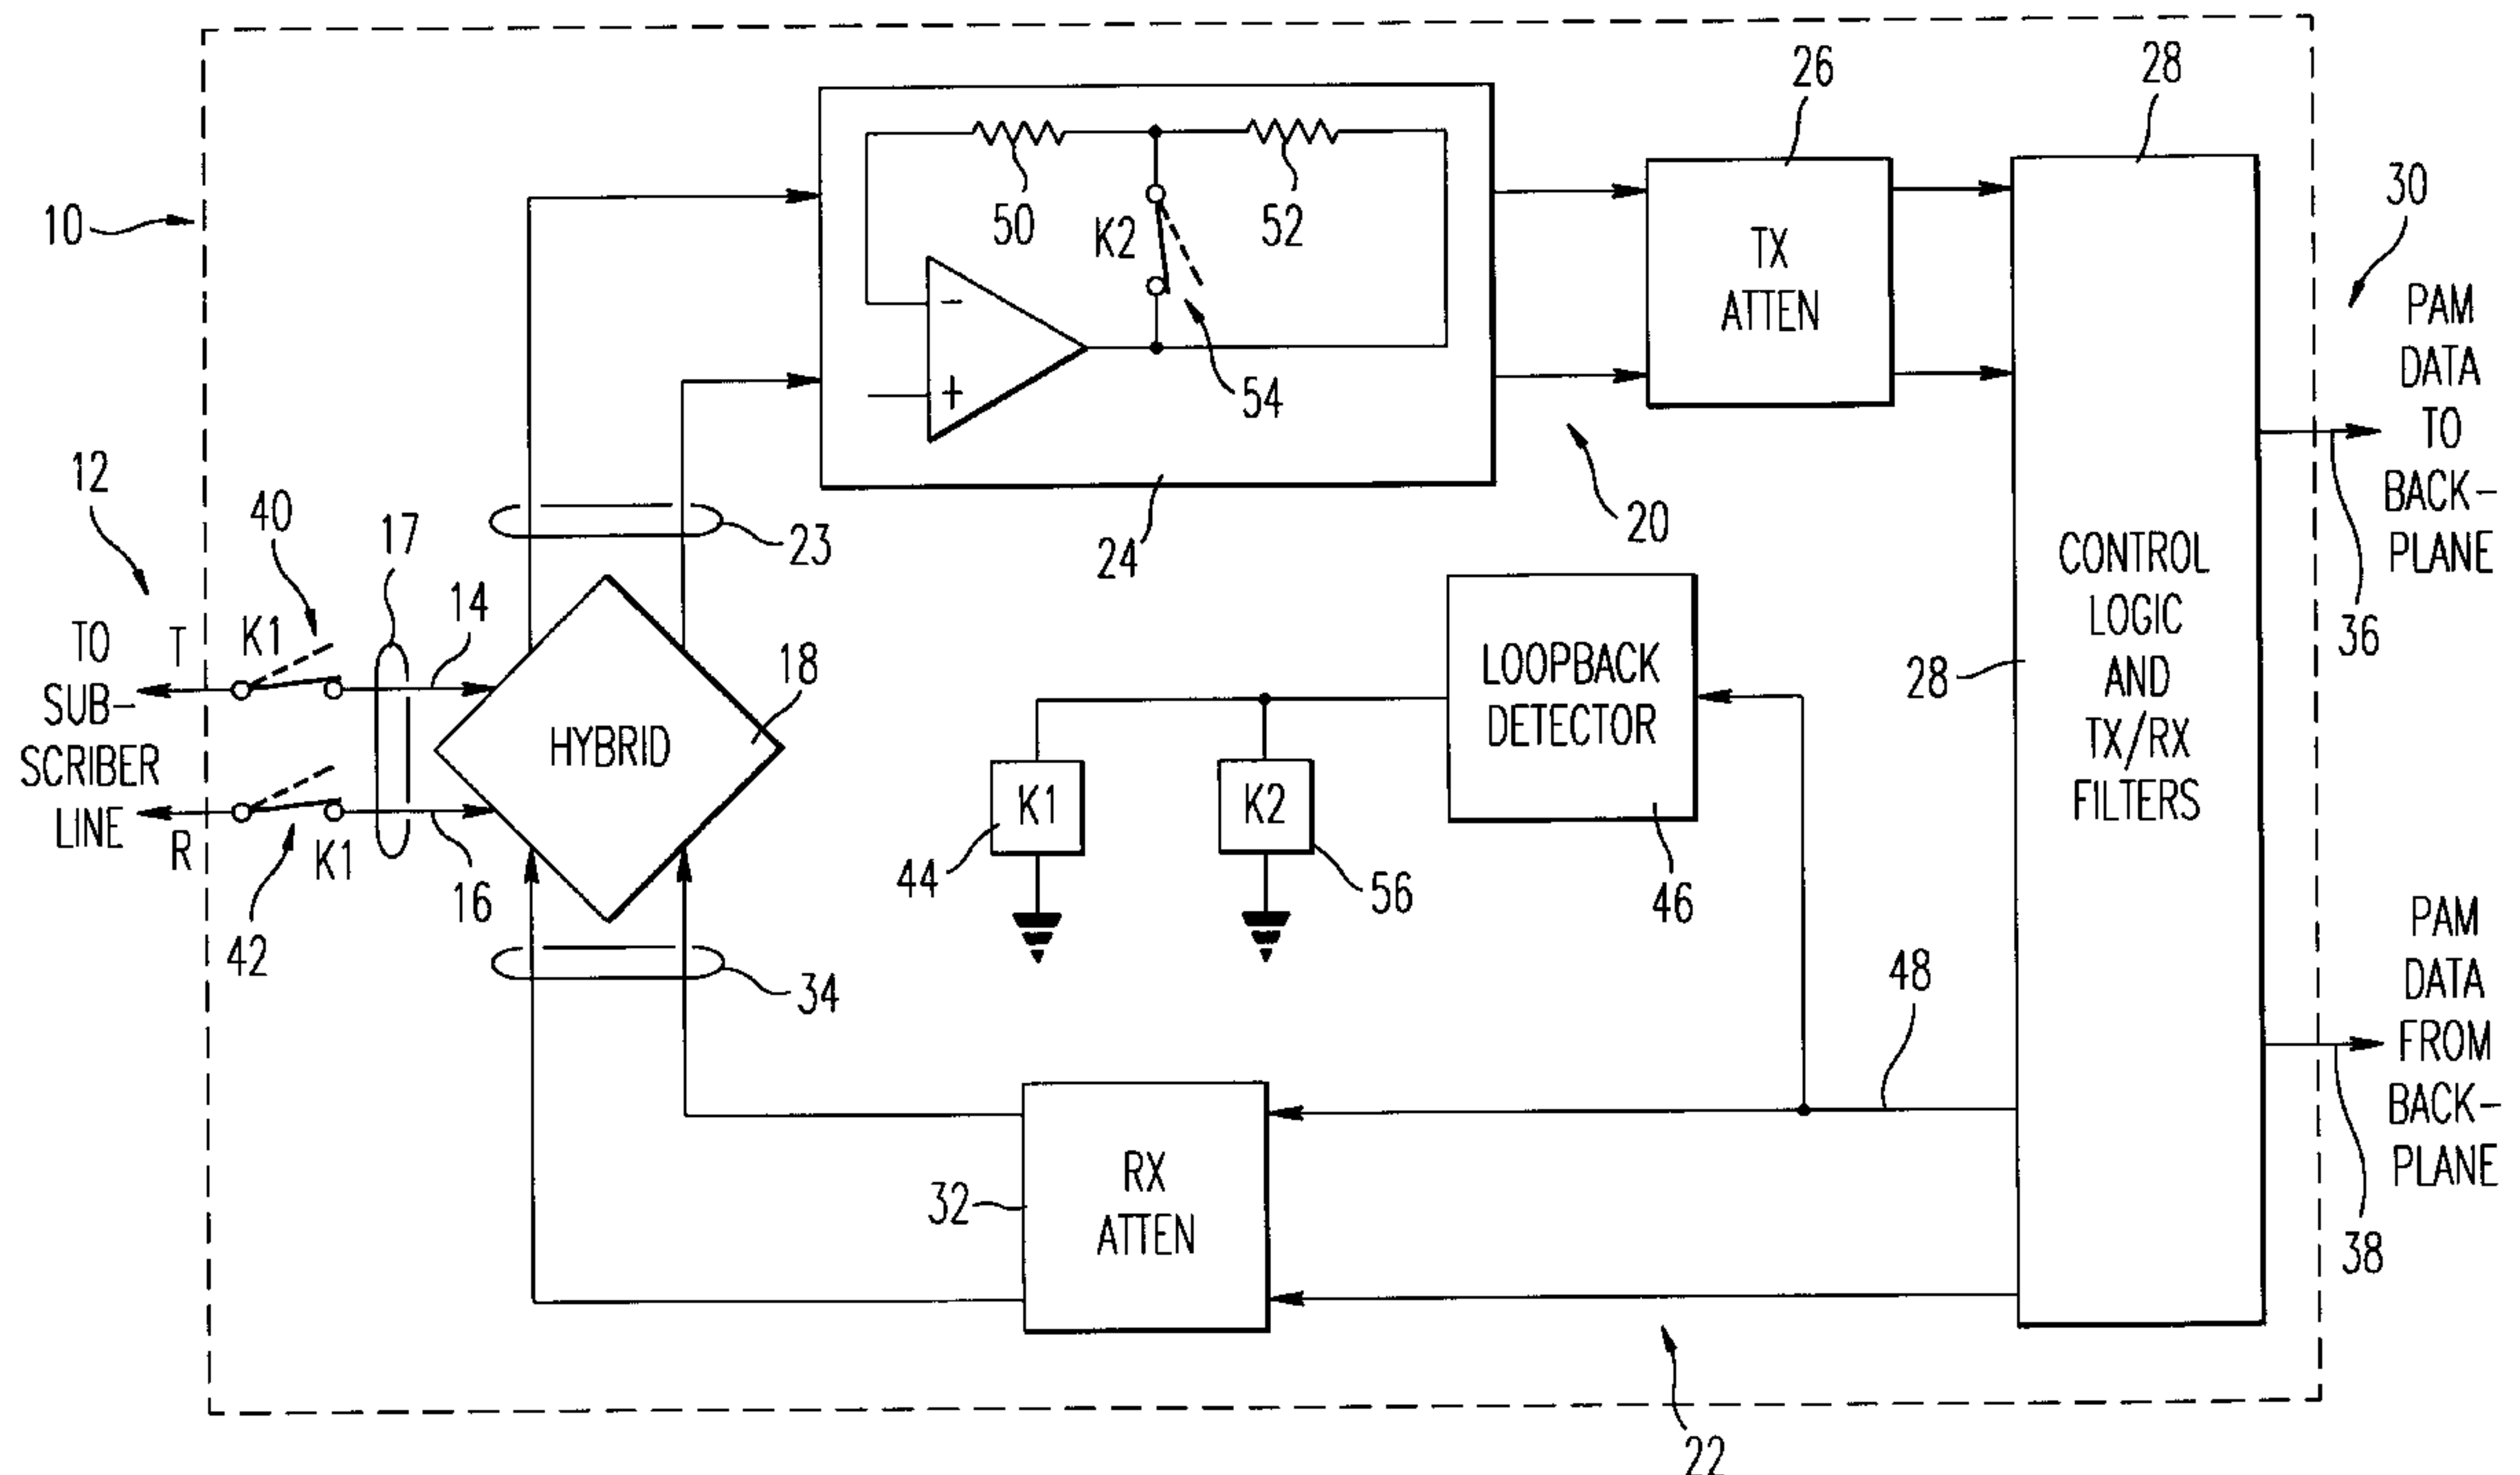 26
28
30
10
50
K2
52
TX
ATTEN
PAM
DATA
TO
BACK-
PLANE
−
+
54
12
40
17
23
24
20
36
14
TO
SUB-
SCRIBER
LINE
T
R
K1
18
HYBRID
LOOPBACK
DETECTOR
28
CONTROL
LOGIC
AND
TX/RX
FILTERS
K1
K2
K1
16
42
44
56
46
34
48
PAM
DATA
FROM
BACK-
PLANE
32
RX
ATTEN
38
22